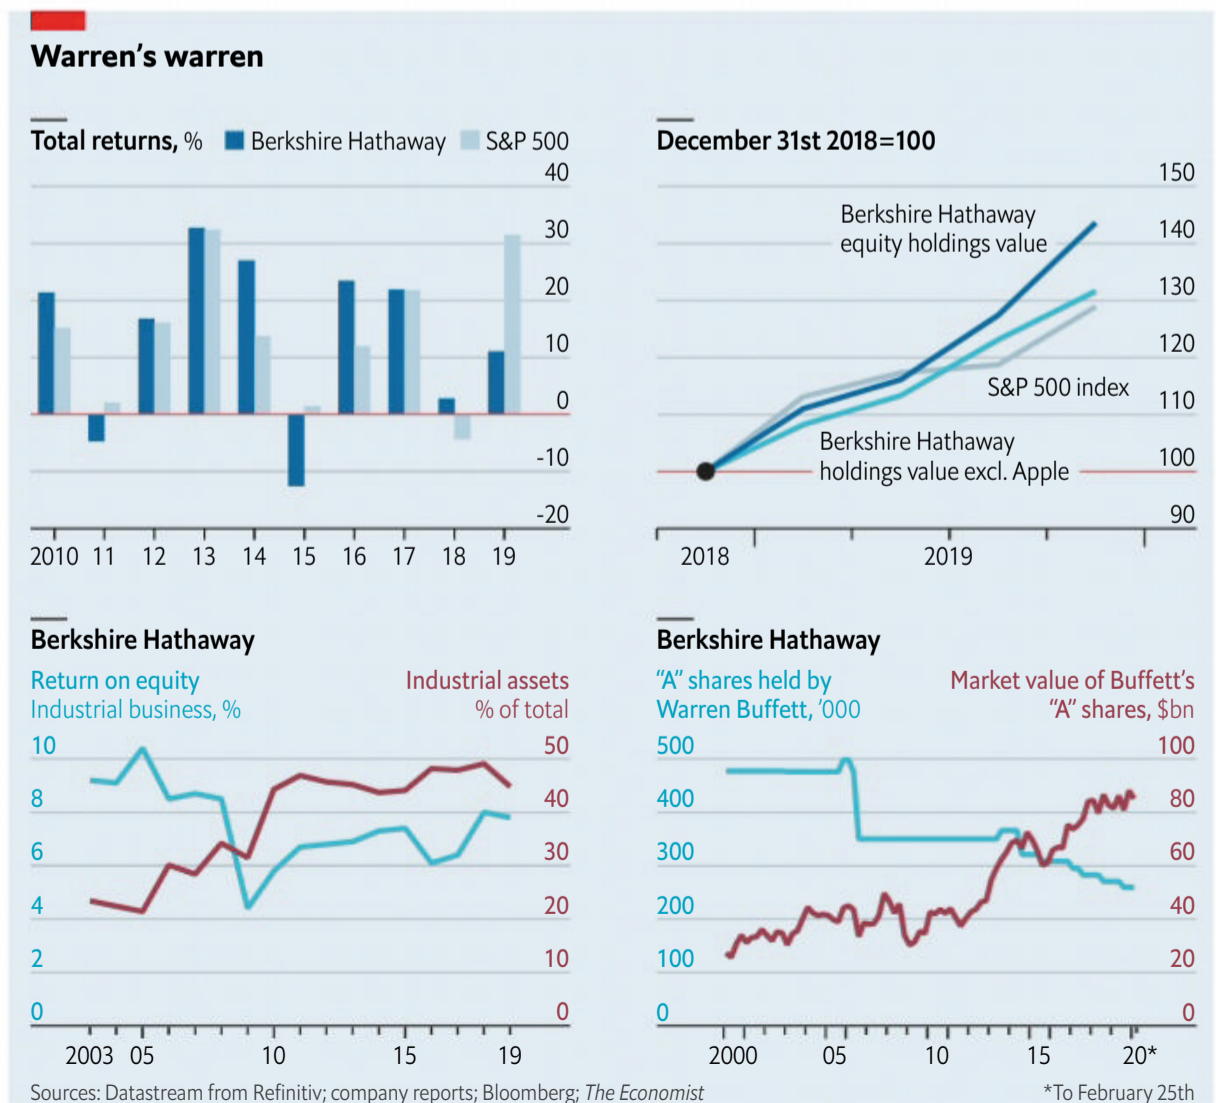 Warren's warren
Total returns, % Berkshire Hathaway S&P 500
40
30
20
10
0
-10
-20
2010 11 12 13 14 15 16 17 18 19
December 31st 2018=100
150
140
130
120
110
100
90
Berkshire Hathaway
equity holdings value
S&P 500 index
Berkshire Hathaway
holdings value excl. Apple
2018 2019
Berkshire Hathaway
Return on equity
Industrial business, %
Industrial assets
% of total
10 50
8 40
6 30
4 20
2 10
0 0
2003 05 10 15 19
Berkshire Hathaway
“A” shares held by
Warren Buffett, ’000
Market value of Buffett’s
“A” shares, $bn
500 100
400 80
300 60
200 40
100 20
0 0
2000 05 10 15 20*
Sources: Datastream from Refinitiv; company reports; Bloomberg; The Economist
*To February 25th